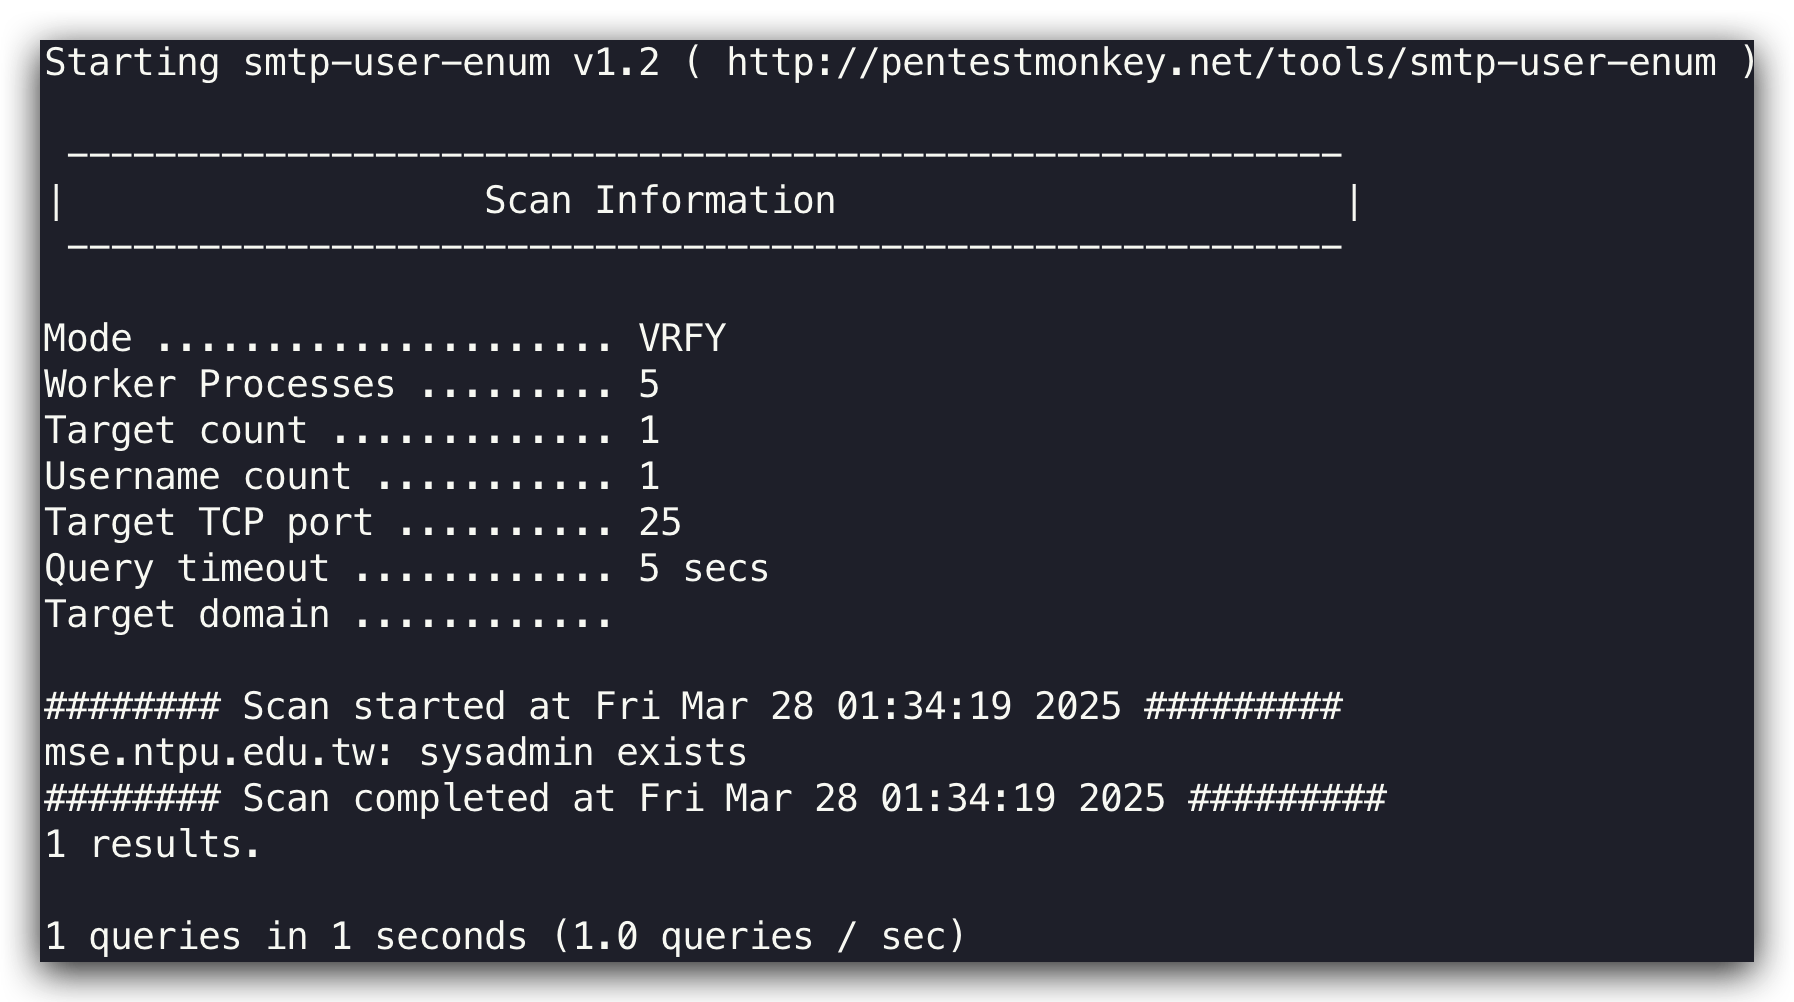 Starting smtp-user-enum v1.2 ( http://pentestmonkey.net/tools/smtp-user-enum )
 ----------------------------------------------------------
|                   Scan Information                       |
 ----------------------------------------------------------
Mode ..................... VRFY
Worker Processes ......... 5
Target count ............. 1
Username count ........... 1
Target TCP port .......... 25
Query timeout ............ 5 secs
Target domain ............
######## Scan started at Fri Mar 28 01:34:19 2025 #########
mse.ntpu.edu.tw: sysadmin exists
######## Scan completed at Fri Mar 28 01:34:19 2025 #########
1 results.
1 queries in 1 seconds (1.0 queries / sec)